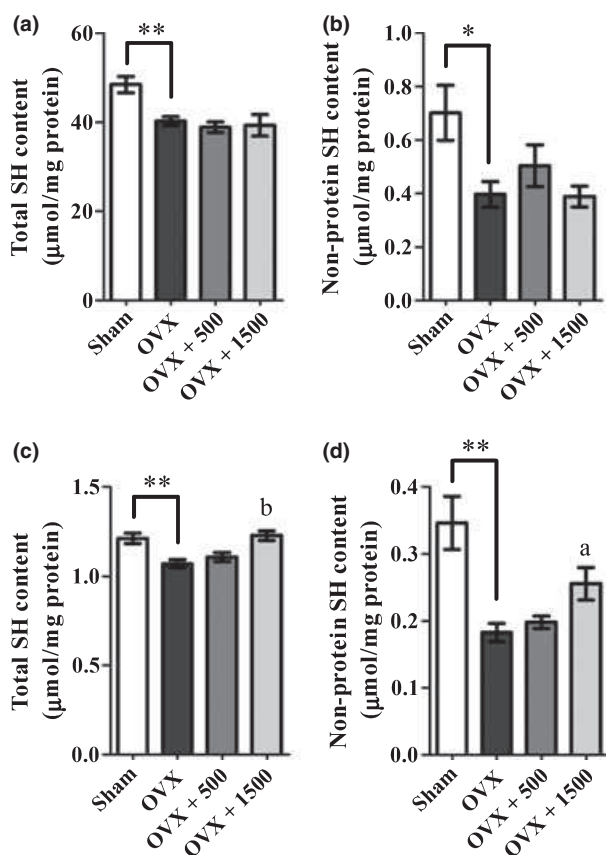 (a)
**
Total SH content
(μmol/mg protein)
60
40
20
0
Sham
OVX
OVX + 500
OVX + 1500
(b)
*
Non-protein SH content
(μmol/mg protein)
1.0
0.8
0.6
0.4
0.2
0.0
Sham
OVX
OVX + 500
OVX + 1500
(c)
**
b
Total SH content
(μmol/mg protein)
1.5
1.0
0.5
0.0
Sham
OVX
OVX + 500
OVX + 1500
(d)
**
a
Non-protein SH content
(μmol/mg protein)
0.4
0.3
0.2
0.1
0.0
Sham
OVX
OVX + 500
OVX + 1500